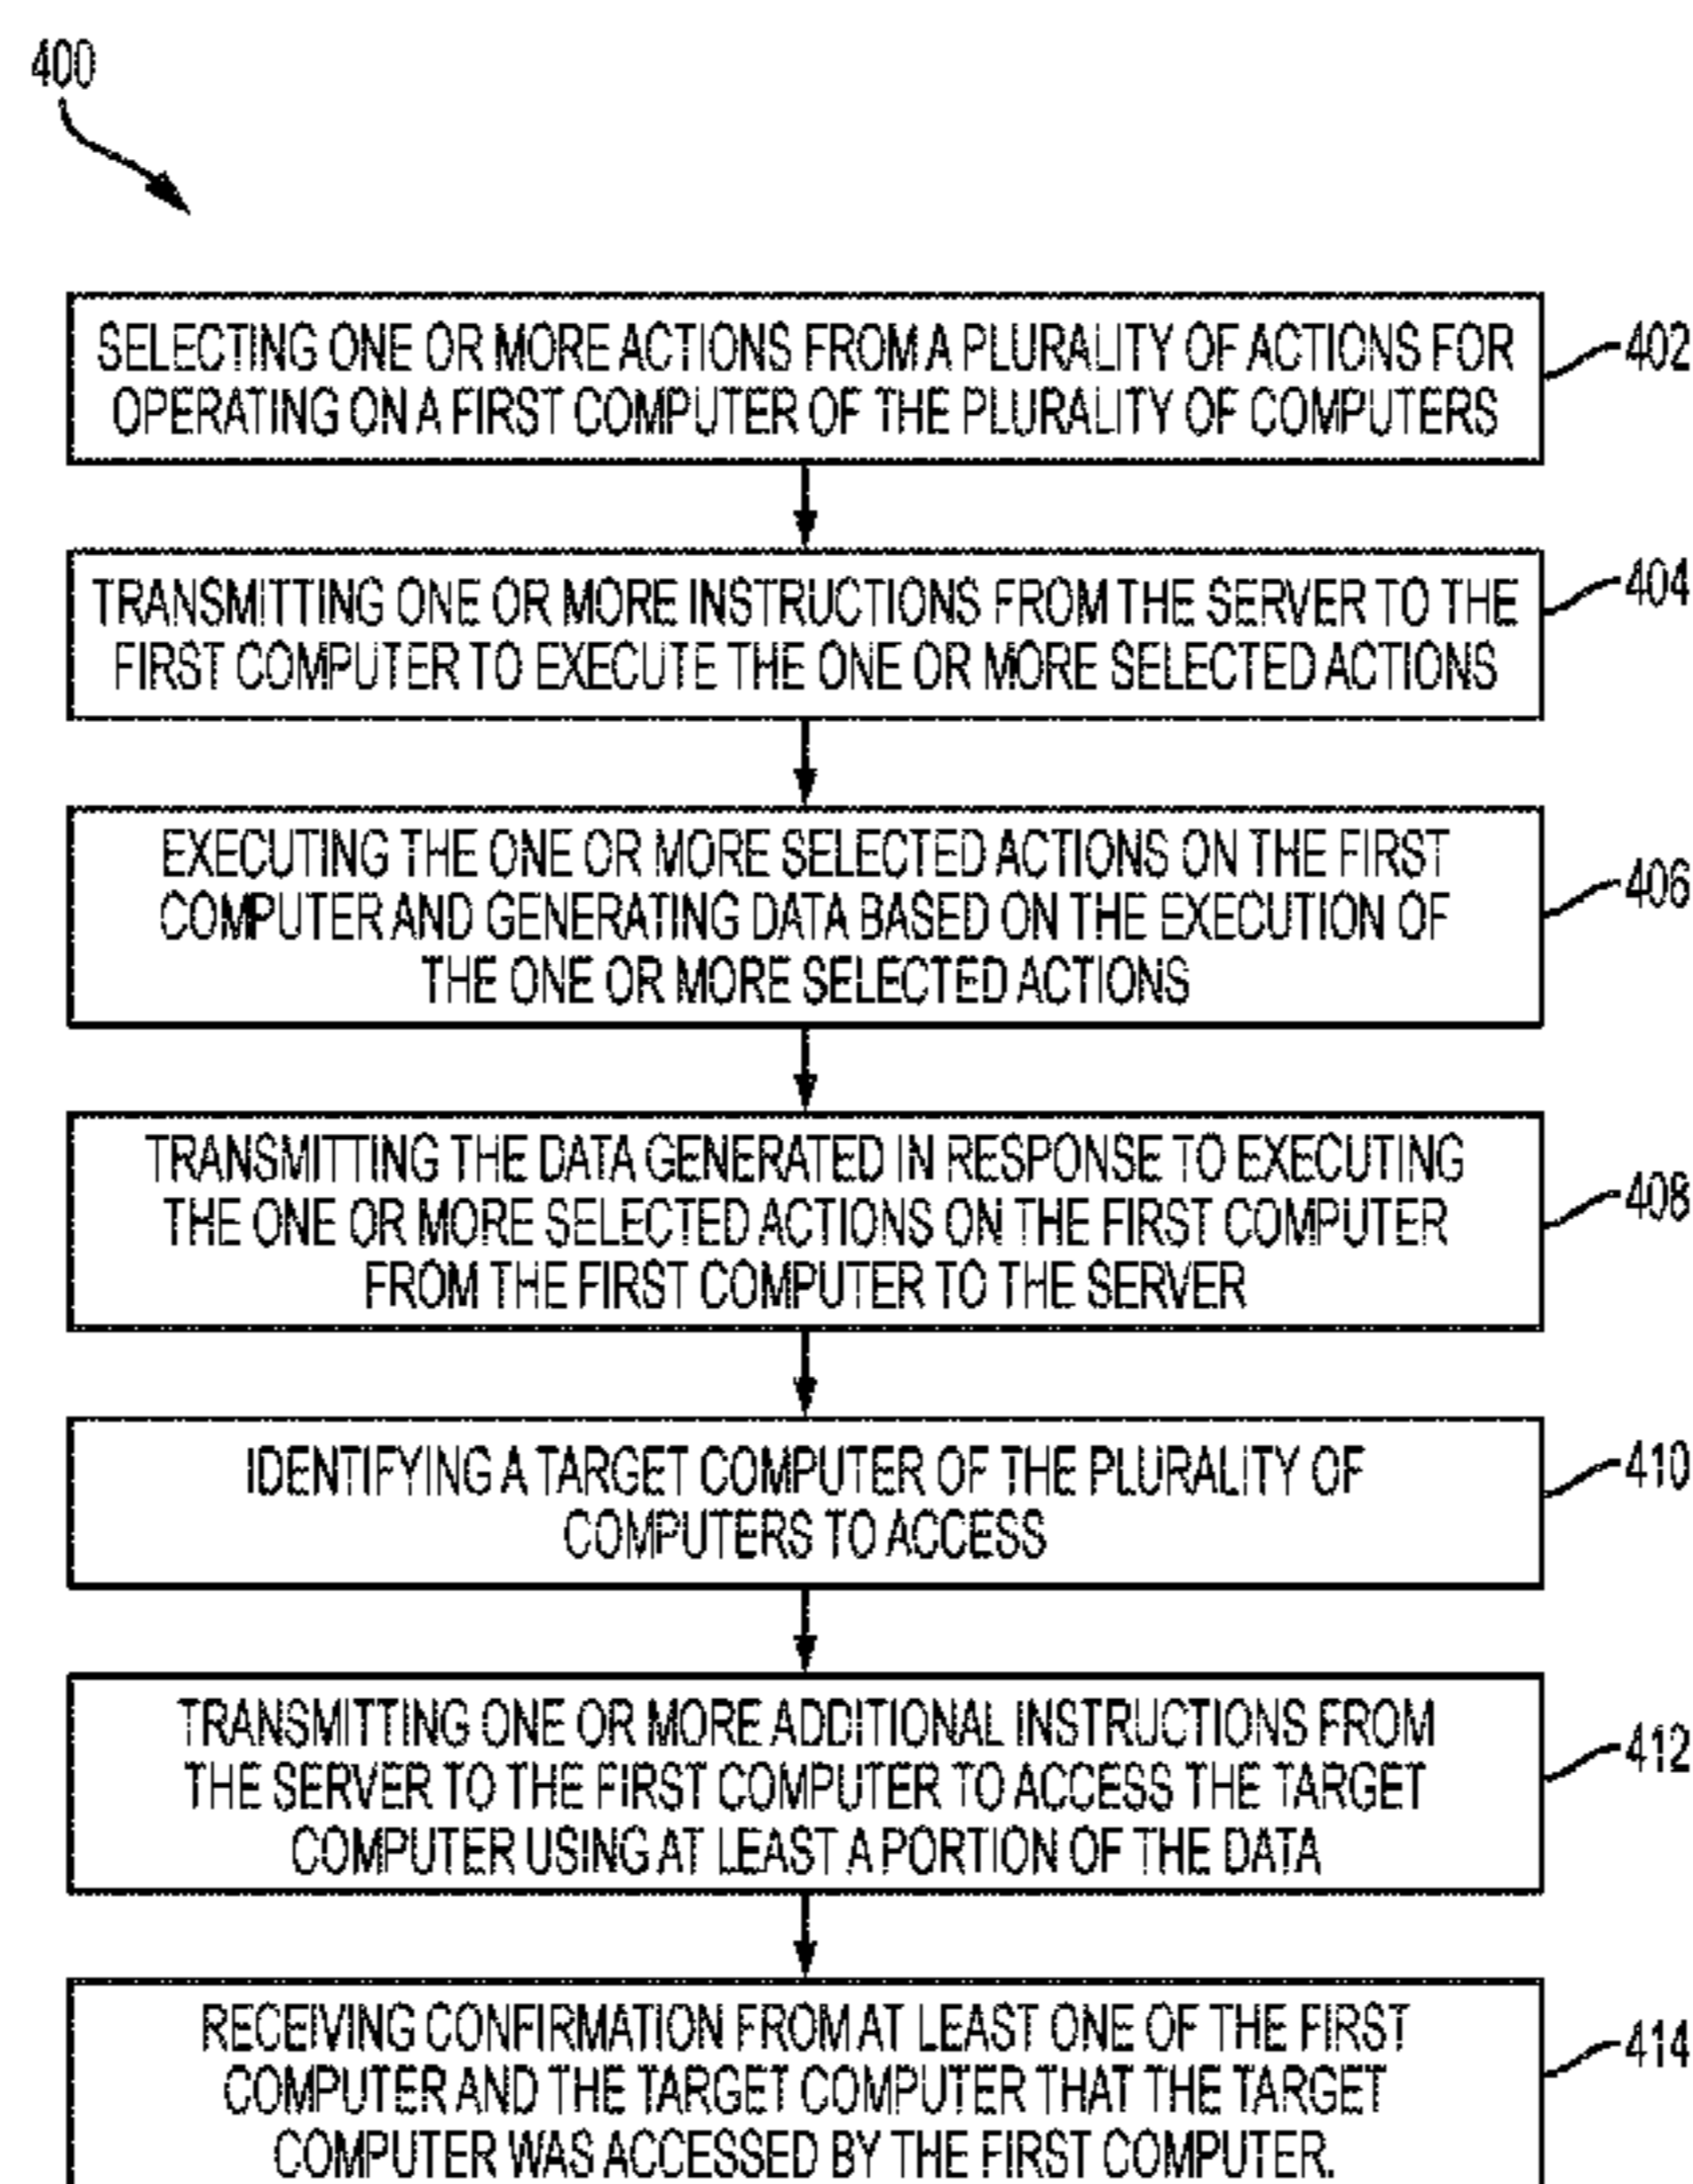 400
SELECTING ONE OR MORE ACTIONS FROM A PLURALITY OF ACTIONS FOR
OPERATING ON A FIRST COMPUTER OF THE PLURALITY OF COMPUTERS
402
TRANSMITTING ONE OR MORE INSTRUCTIONS FROM THE SERVER TO THE
FIRST COMPUTER TO EXECUTE THE ONE OR MORE SELECTED ACTIONS
404
EXECUTING THE ONE OR MORE SELECTED ACTIONS ON THE FIRST
COMPUTER AND GENERATING DATA BASED ON THE EXECUTION OF
THE ONE OR MORE SELECTED ACTIONS
406
TRANSMITTING THE DATA GENERATED IN RESPONSE TO EXECUTING
THE ONE OR MORE SELECTED ACTIONS ON THE FIRST COMPUTER
FROM THE FIRST COMPUTER TO THE SERVER
408
IDENTIFYING A TARGET COMPUTER OF THE PLURALITY OF
COMPUTERS TO ACCESS
410
TRANSMITTING ONE OR MORE ADDITIONAL INSTRUCTIONS FROM
THE SERVER TO THE FIRST COMPUTER TO ACCESS THE TARGET
COMPUTER USING AT LEAST A PORTION OF THE DATA
412
RECEIVING CONFIRMATION FROM AT LEAST ONE OF THE FIRST
COMPUTER AND THE TARGET COMPUTER THAT THE TARGET
COMPUTER WAS ACCESSED BY THE FIRST COMPUTER.
414